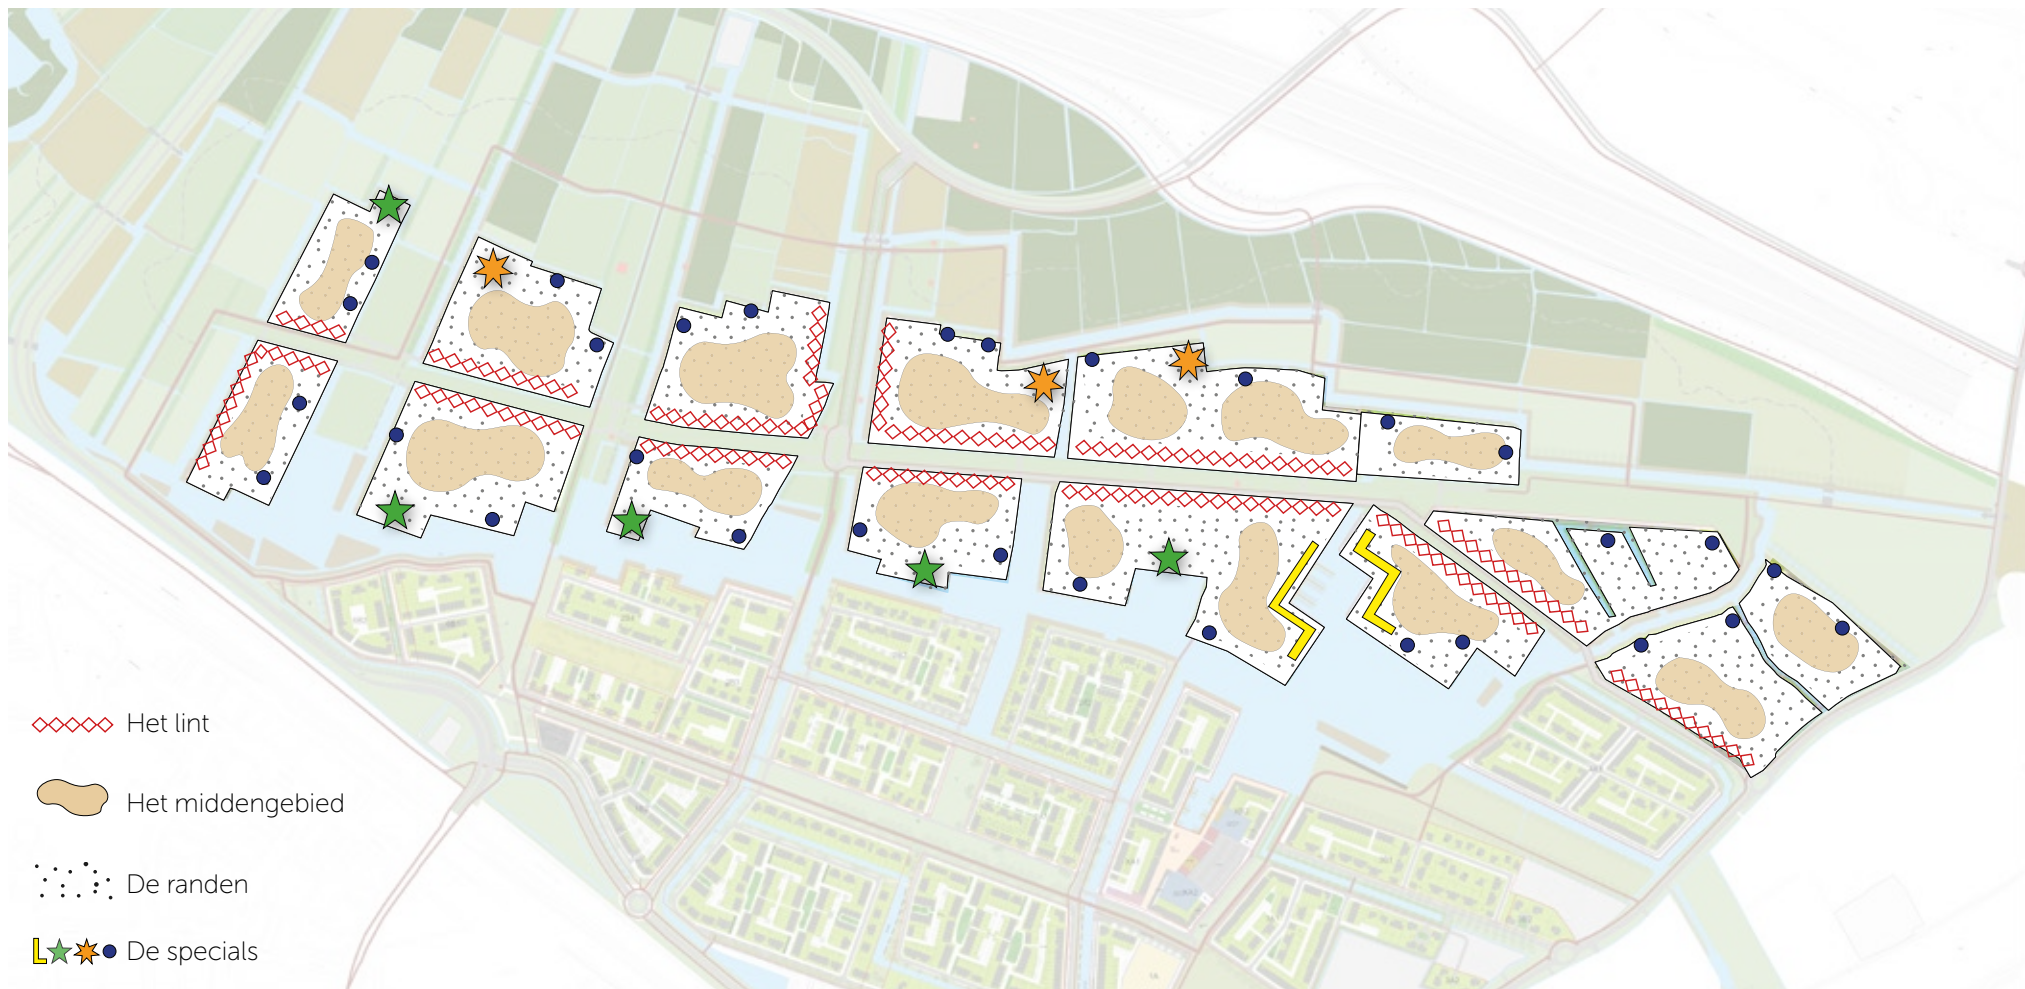 Het lint
Het middengebied
De randen
De specials